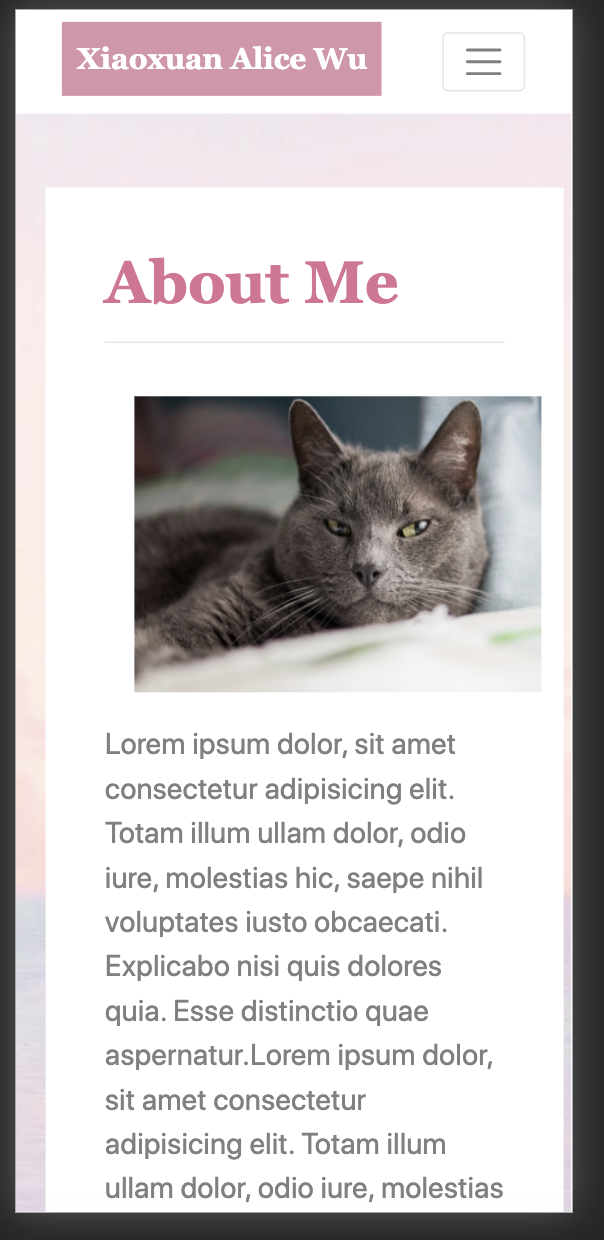 Xiaoxuan Alice Wu
About Me
Lorem ipsum dolor, sit amet
consectetur adipisicing elit.
Totam illum ullam dolor, odio
iure, molestias hic, saepe nihil
voluptates iusto obcaecati.
Explicabo nisi quis dolores
quia. Esse distinctio quae
aspernatur.Lorem ipsum dolor,
sit amet consectetur
adipisicing elit. Totam illum
ullam dolor, odio iure, molestias